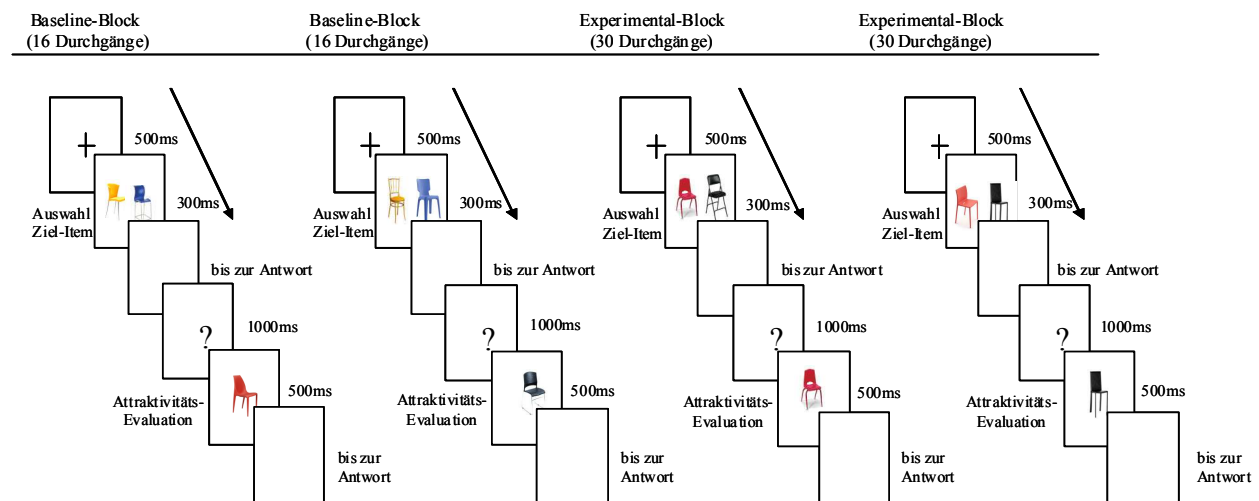 Baseline-Block
(16 Durchgänge)
Baseline-Block
(16 Durchgänge)
Experimental-Block
(30 Durchgänge)
Experimental-Block
(30 Durchgänge)
500ms
300ms
Auswahl
Ziel-Item
bis zur Antwort
?
1000ms
500ms
Attraktivitäts-
Evaluation
bis zur
Antwort
500ms
300ms
Auswahl
Ziel-Item
bis zur Antwort
?
1000ms
500ms
Attraktivitäts-
Evaluation
bis zur
Antwort
500ms
300ms
Auswahl
Ziel-Item
bis zur Antwort
?
1000ms
500ms
Attraktivitäts-
Evaluation
bis zur
Antwort
500ms
300ms
Auswahl
Ziel-Item
bis zur Antwort
?
1000ms
500ms
Attraktivitäts-
Evaluation
bis zur
Antwort